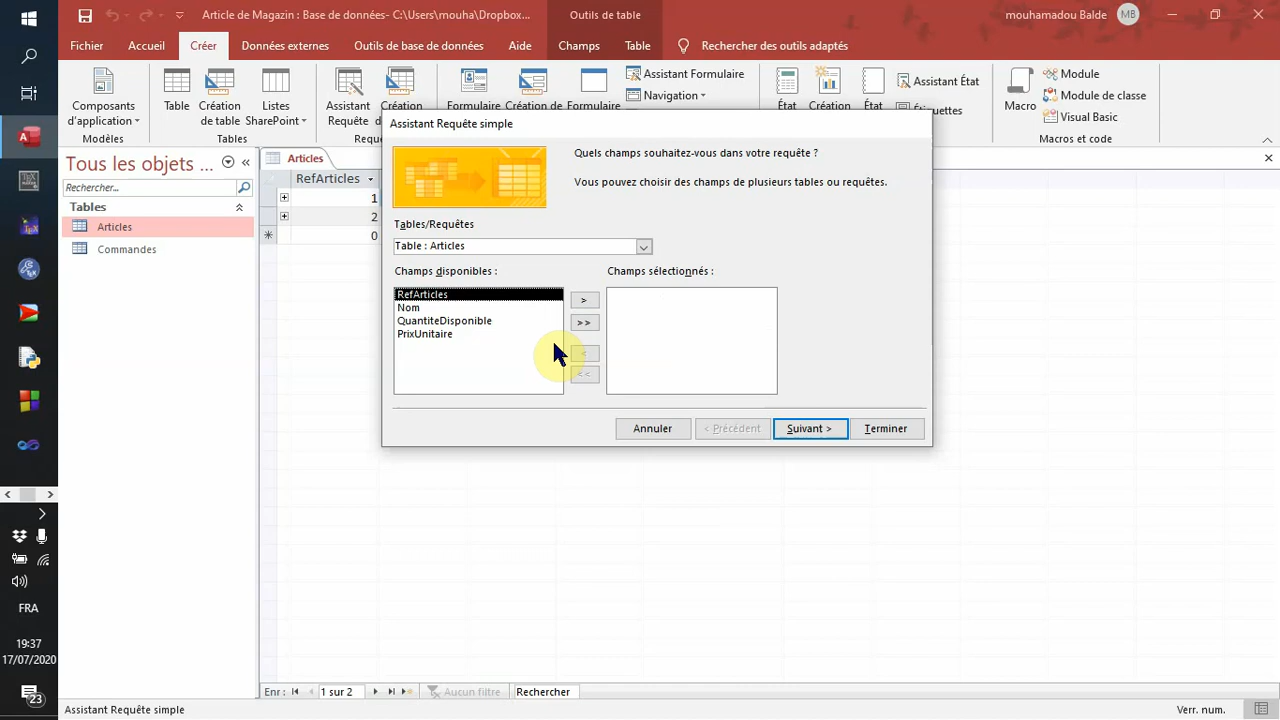 Article de Magazin : Base de données- C:\Users\mouha\Dropbox...
Outils de table
mouhamadou Balde
MB
Fichier
Accueil
Créer
Données externes
Outils de base de données
Aide
Champs
Table
Rechercher des outils adaptés
Composants
d'application
Modèles
Table
Création
de table
Listes
SharePoint
Tables
Assistant
Requête
Création
Formulaire
Création de
Formulaire
Assistant Formulaire
Navigation
État
Création
État
Assistant État
Macro
Module
Module de classe
Visual Basic
Macros et code
Tous les objets ...
Rechercher...
Tables
Articles
Commandes
Articles
RefArticles
1
2
0
Assistant Requête simple
Quels champs souhaitez-vous dans votre requête ?
Vous pouvez choisir des champs de plusieurs tables ou requêtes.
Tables/Requêtes
Table : Articles
Champs disponibles :
Champs sélectionnés :
RefArticles
Nom
QuantiteDisponible
PrixUnitaire
>
>>
<
<<
Annuler
< Précédent
Suivant >
Terminer
FRA
19:37
17/07/2020
23
Enr :
1 sur 2
Aucun filtre
Rechercher
Assistant Requête simple
Verr. num.